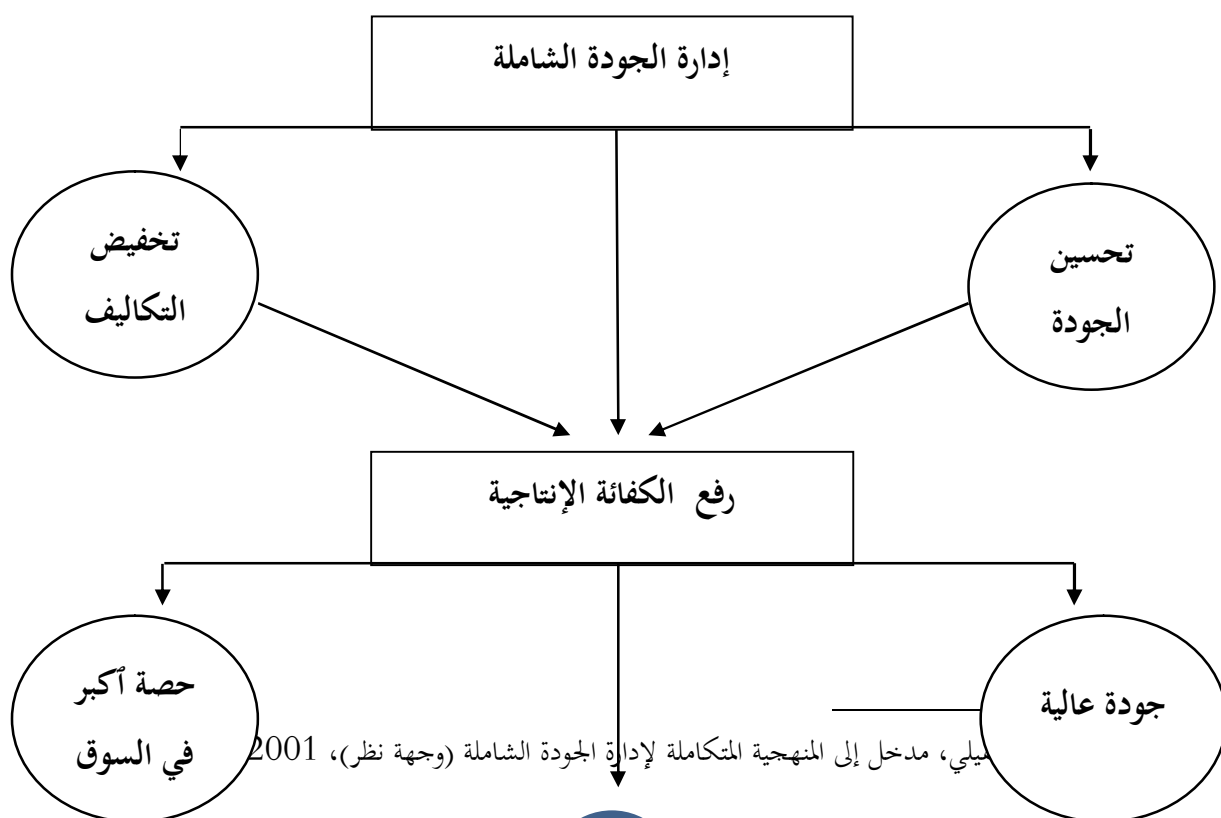 إدارة الجودة الشاملة
تحسين
الجودة
تخفيض
التكاليف
رفع الكفائة الإنتاجية
جودة عالية
حصة أكبر
في السوق
مدخل إلى المنهجية المتكاملة لإدارة الجودة الشاملة (وجهة نظر)، 2001